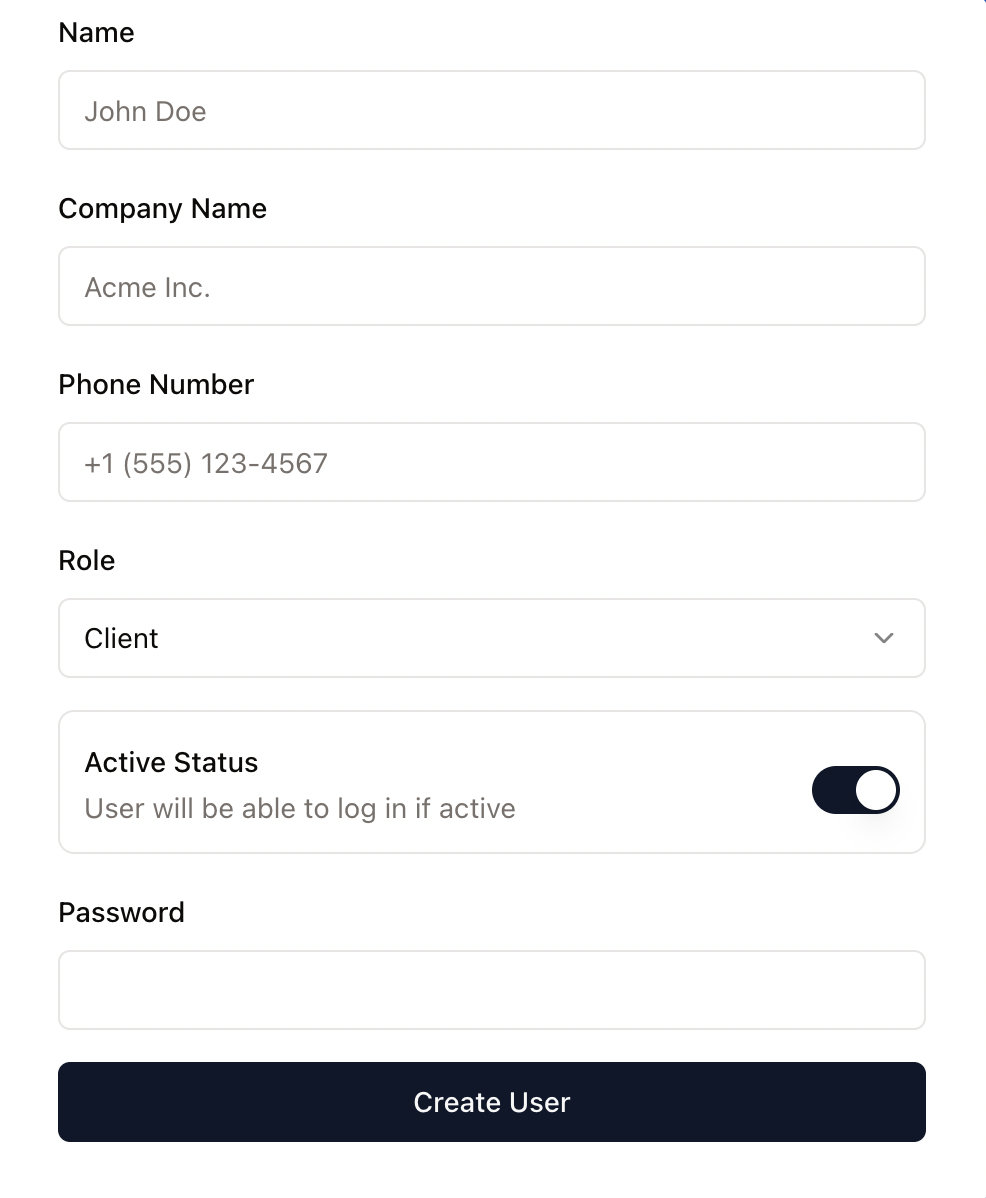 Name
John Doe
Company Name
Acme Inc.
Phone Number
+1 (555) 123-4567
Role
Client
Active Status
User will be able to log in if active
Password
Create User